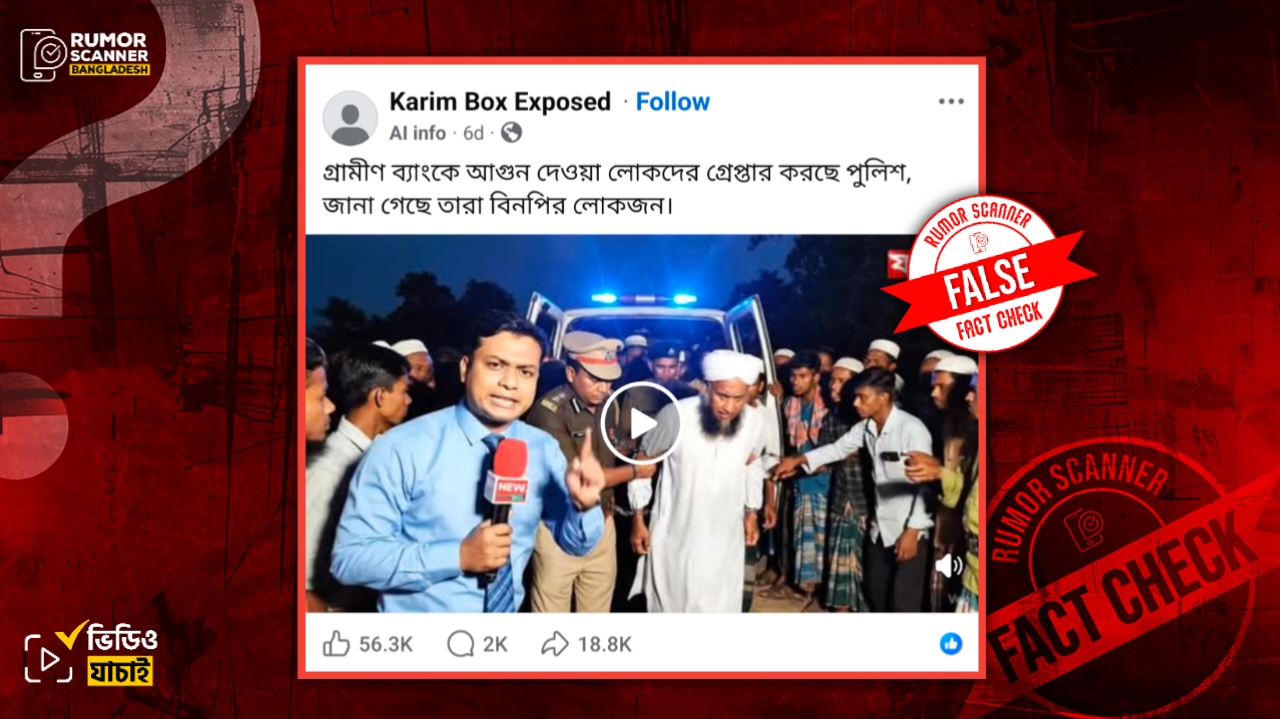 RUMOR
SCANNER
BANGLADESH
Karim Box Exposed · Follow
AI info · 6d ·
গ্রামীণ ব্যাংকে আগুন দেওয়া লোকদের গ্রেপ্তার করছে পুলিশ,
জানা গেছে তারা বিনপির লোকজন।
RUMOR SCANNER
FALSE
FACT CHECK
NEW
56.3K 2K 18.8K
RUMOR SCANNER
FACT CHECK
ভিডিও
যাচাই